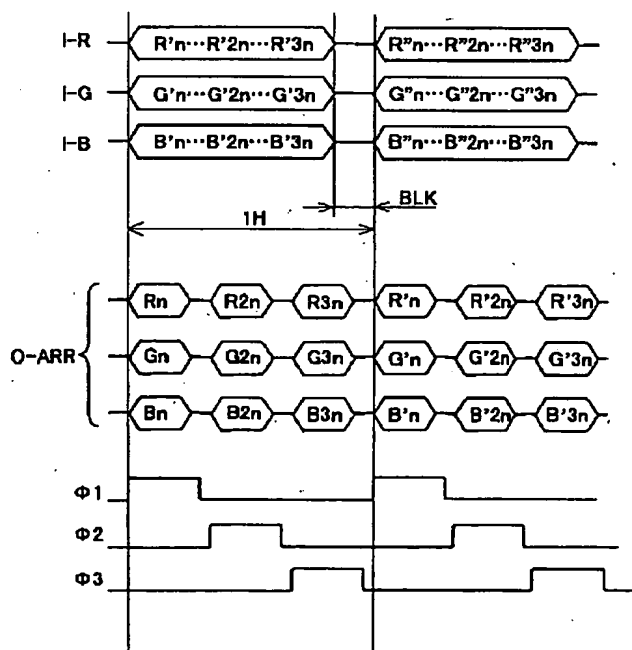 I-R R'n···R'2n···R'3n R"n···R"2n···R"3n
I-G G'n···G'2n···G'3n G"n···G"2n···G"3n
I-B B'n···B'2n···B'3n B"n···B"2n···B"3n
BLK
1H
Rn R2n R3n R'n R'2n R'3n
O-ARR Gn G2n G3n G'n G'2n G'3n
Bn B2n B3n B'n B'2n B'3n
Φ1
Φ2
Φ3